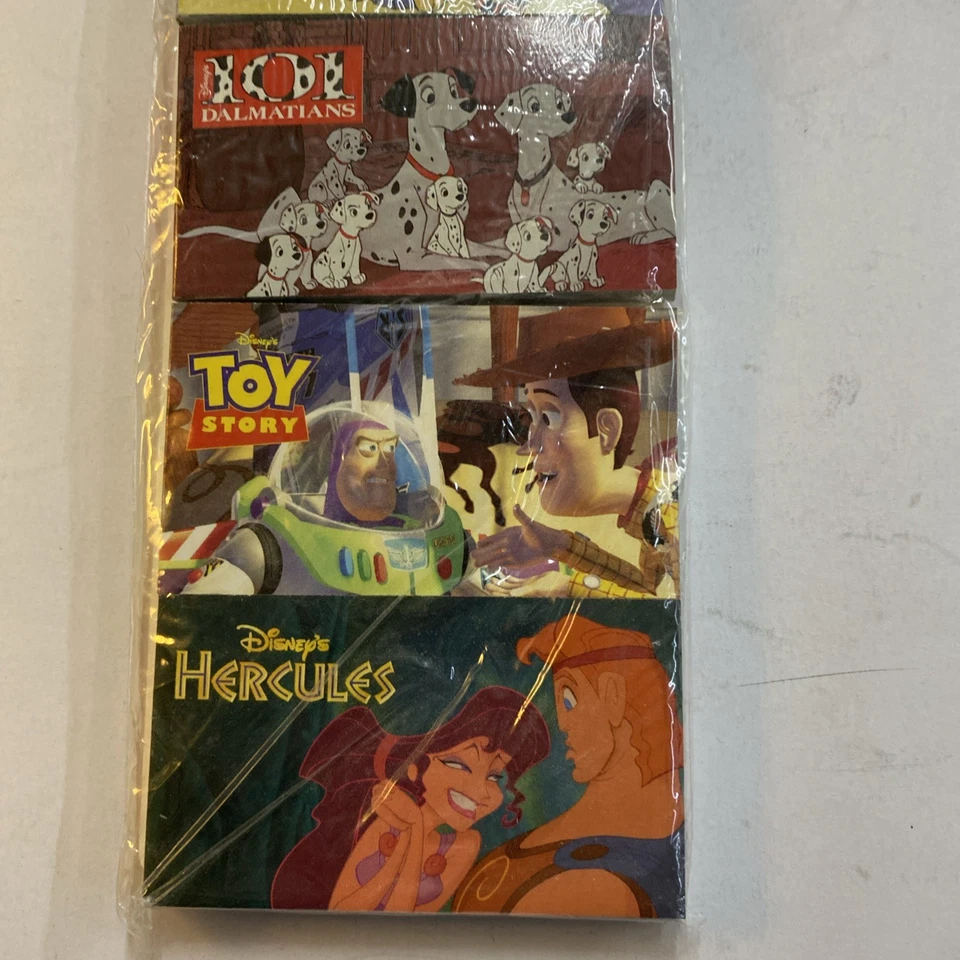 Disney's
101
DALMATIANS
Disney's
TOY
STORY
Disney's
HERCULES